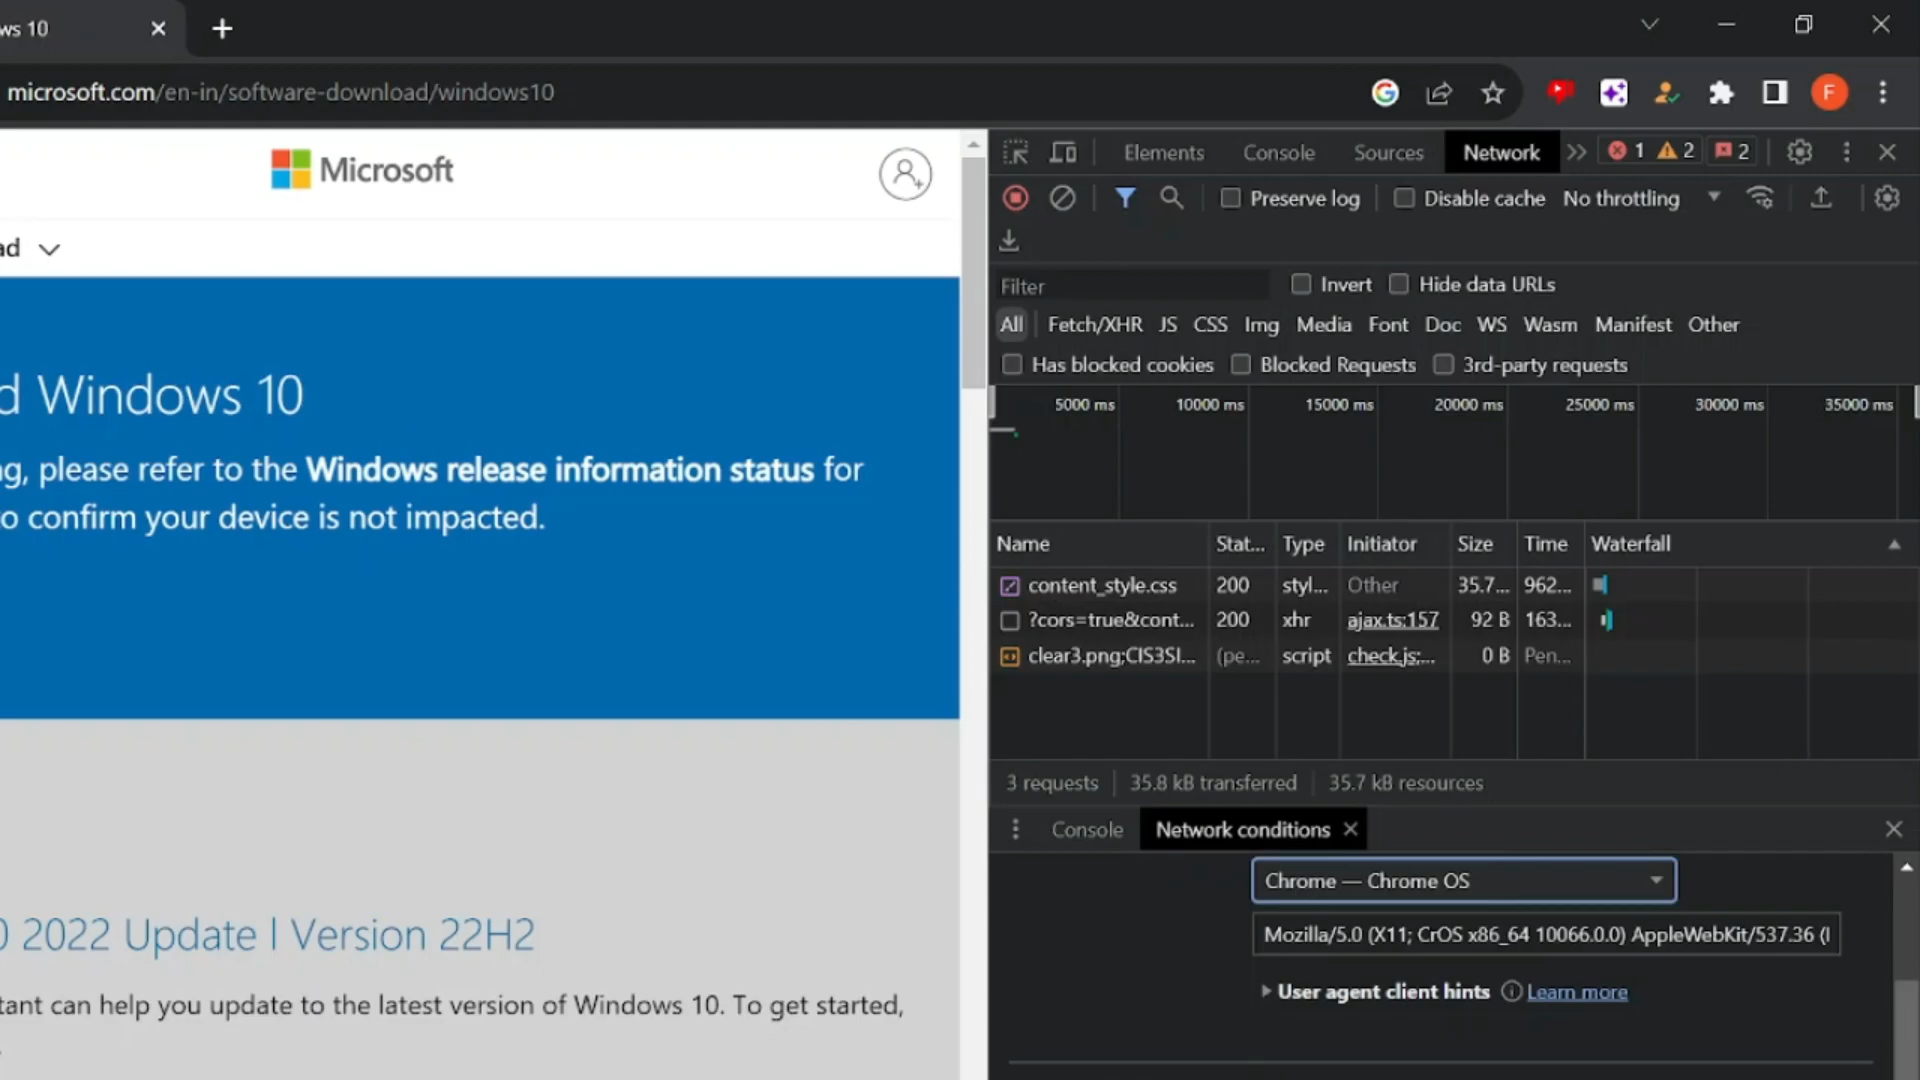 ws 10
microsoft.com/en-in/software-download/windows10
F
Microsoft
ad
d Windows 10
ng, please refer to the Windows release information status for
to confirm your device is not impacted.
0 2022 Update | Version 22H2
tant can help you update to the latest version of Windows 10. To get started,
Elements Console Sources Network 1 2 2
Preserve log Disable cache No throttling
Filter Invert Hide data URLs
All Fetch/XHR JS CSS Img Media Font Doc WS Wasm Manifest Other
Has blocked cookies Blocked Requests 3rd-party requests
5000 ms 10000 ms 15000 ms 20000 ms 25000 ms 30000 ms 35000 ms
Name Stat... Type Initiator Size Time Waterfall
content_style.css 200 styl... Other 35.7... 962...
?cors=true&cont... 200 xhr ajax.ts:157 92 B 163...
clear3.png;CIS3SI... (pe... script check.js;... 0 B Pen...
3 requests 35.8 kB transferred 35.7 kB resources
Console Network conditions
Chrome — Chrome OS
Mozilla/5.0 (X11; CrOS x86_64 10066.0.0) AppleWebKit/537.36 (
User agent client hints Learn more